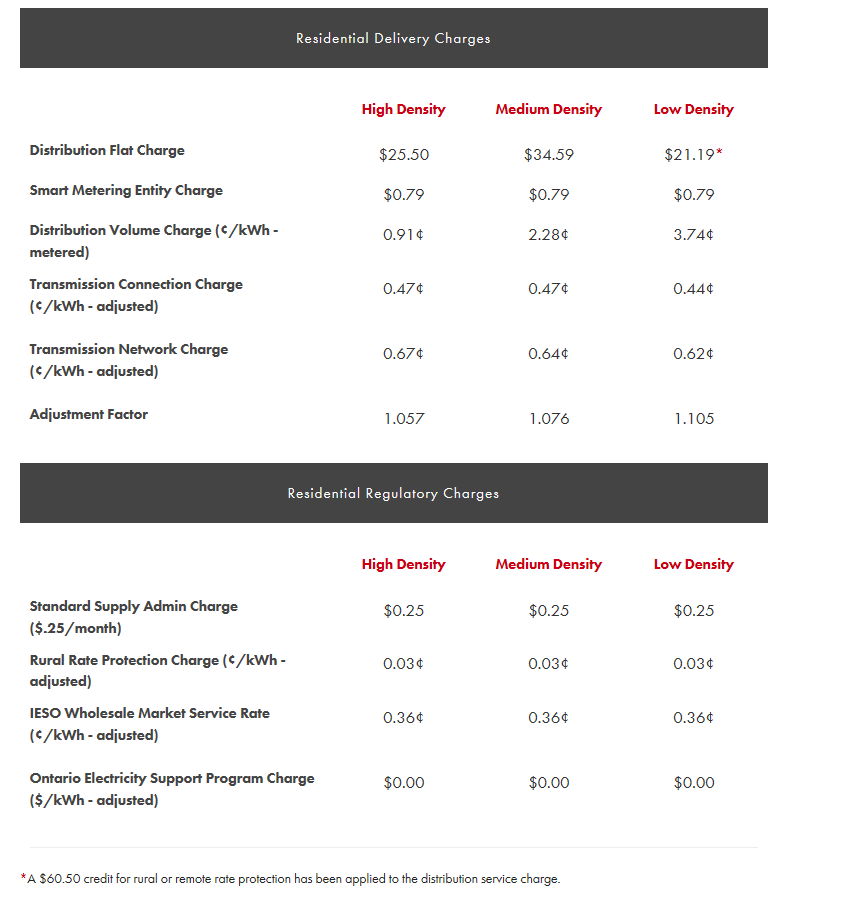 Residential Delivery Charges
High Density Medium Density Low Density
Distribution Flat Charge $25.50 $34.59 $21.19*
Smart Metering Entity Charge $0.79 $0.79 $0.79
Distribution Volume Charge (¢/kWh -
metered) 0.91¢ 2.28¢ 3.74¢
Transmission Connection Charge
(¢/kWh - adjusted) 0.47¢ 0.47¢ 0.44¢
Transmission Network Charge
(¢/kWh - adjusted) 0.67¢ 0.64¢ 0.62¢
Adjustment Factor 1.057 1.076 1.105
Residential Regulatory Charges
High Density Medium Density Low Density
Standard Supply Admin Charge
($.25/month) $0.25 $0.25 $0.25
Rural Rate Protection Charge (¢/kWh -
adjusted) 0.03¢ 0.03¢ 0.03¢
IESO Wholesale Market Service Rate
(¢/kWh - adjusted) 0.36¢ 0.36¢ 0.36¢
Ontario Electricity Support Program Charge
($/kWh - adjusted) $0.00 $0.00 $0.00
*A $60.50 credit for rural or remote rate protection has been applied to the distribution service charge.